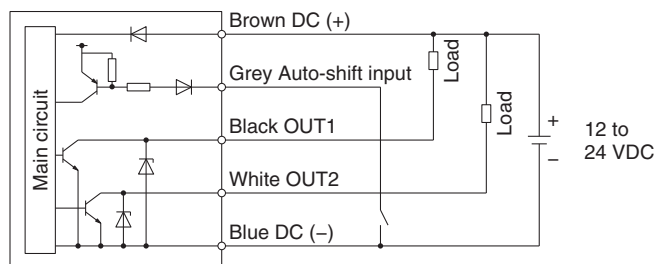 Brown DC (+)
Main circuit
Grey Auto-shift input
Load
Load
Black OUT1
+
12 to
24 VDC
−
White OUT2
Blue DC (−)